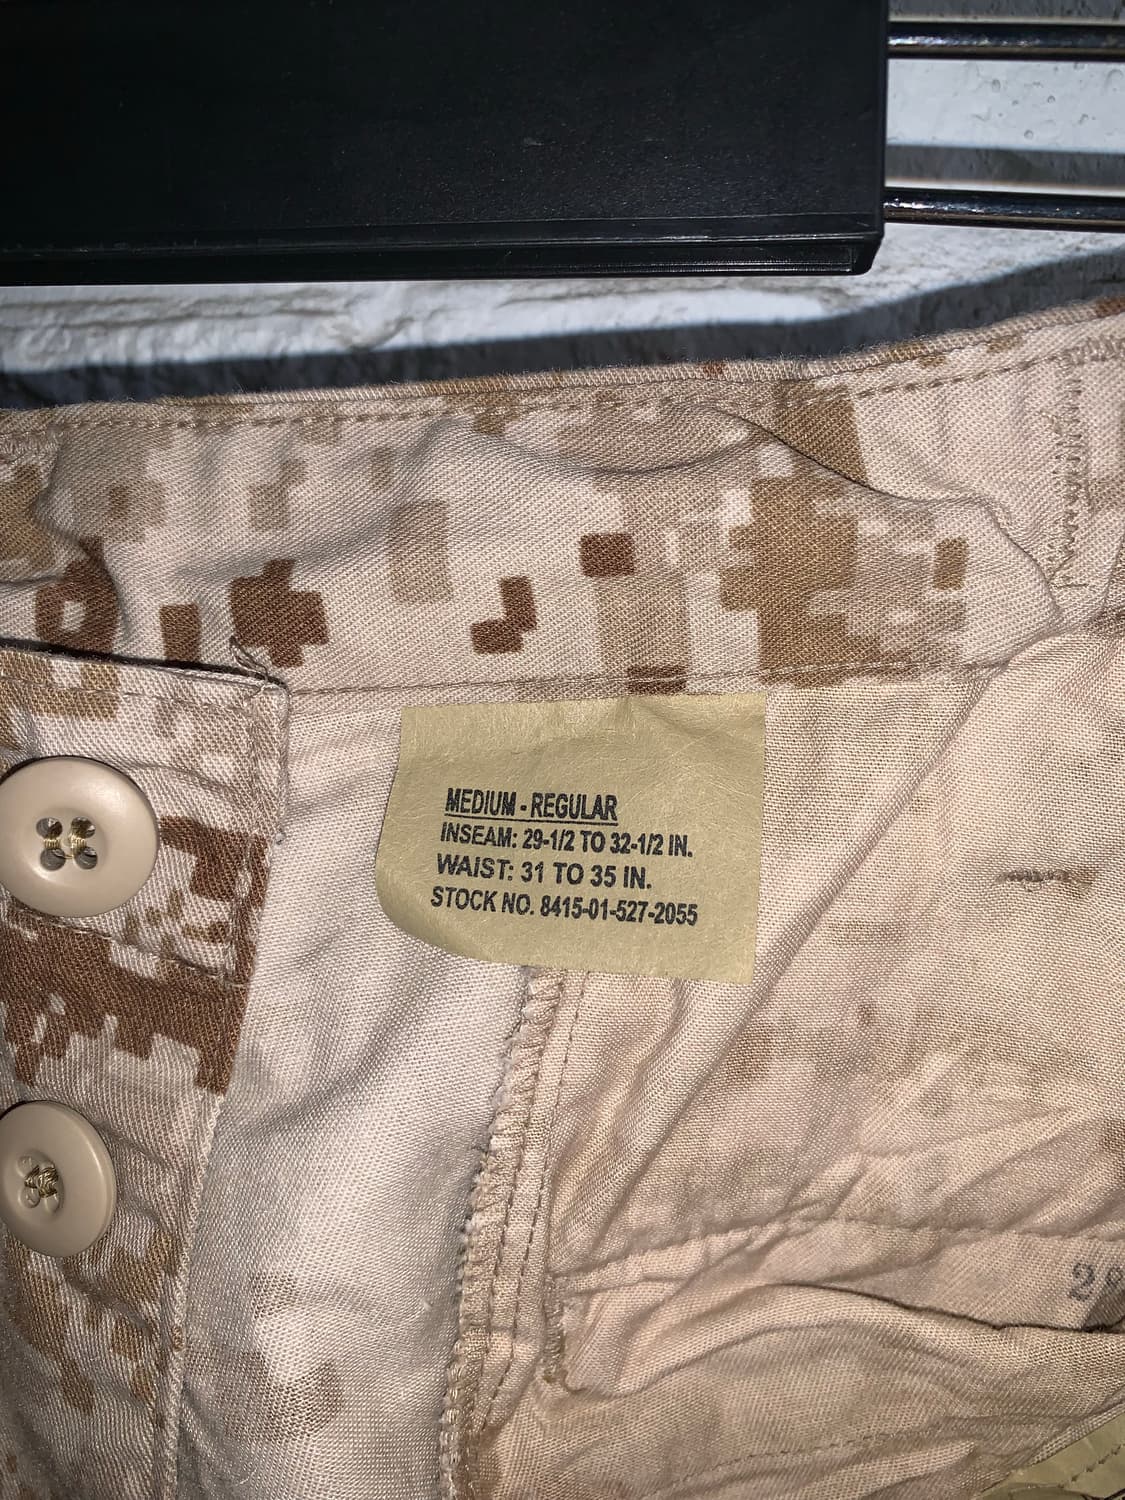 MEDIUM - REGULAR
INSEAM: 29-1/2 TO 32-1/2 IN.
WAIST: 31 TO 35 IN.
STOCK NO. 8415-01-527-2055